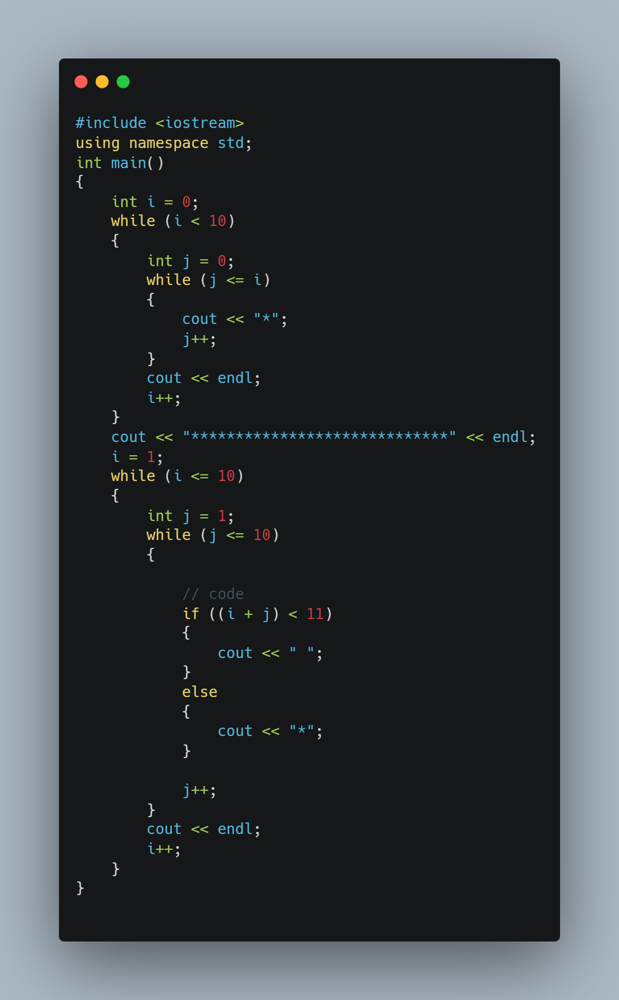 #include <iostream>
using namespace std;
int main()
{
    int i = 0;
    while (i < 10)
    {
        int j = 0;
        while (j <= i)
        {
            cout << "*";
            j++;
        }
        cout << endl;
        i++;
    }
    cout << "*****************************" << endl;
    i = 1;
    while (i <= 10)
    {
        int j = 1;
        while (j <= 10)
        {

            // code
            if ((i + j) < 11)
            {
                cout << " ";
            }
            else
            {
                cout << "*";
            }

            j++;
        }
        cout << endl;
        i++;
    }
}